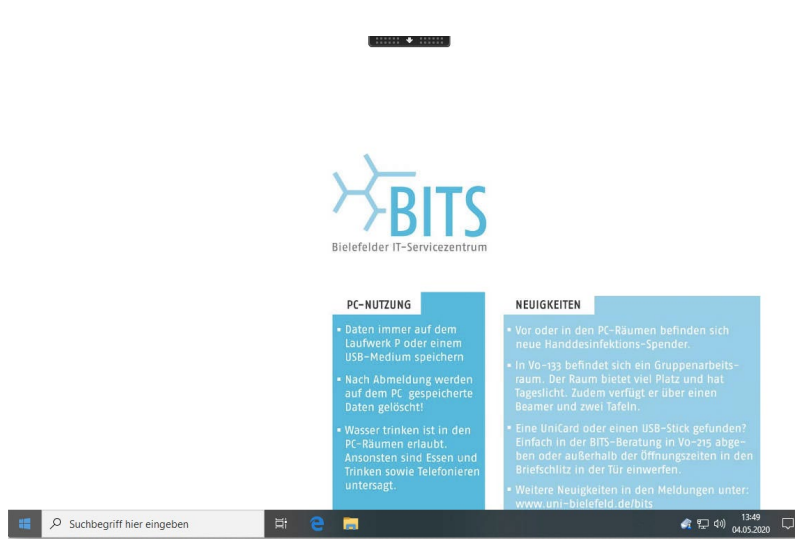 BITS
Bielefelder IT-Servicezentrum
PC-NUTZUNG
▪ Daten immer auf dem
Laufwerk P oder einem
USB-Medium speichern
▪ Nach Abmeldung werden
auf dem PC gespeicherte
Daten gelöscht!
▪ Wasser trinken ist in den
PC-Räumen erlaubt.
Ansonsten sind Essen und
Trinken sowie Telefonieren
untersagt.
NEUIGKEITEN
▪ Vor oder in den PC-Räumen befinden sich
neue Handdesinfektions-Spender.
▪ In V0-133 befindet sich ein Gruppenarbeits-
raum. Der Raum bietet viel Platz und hat
Tageslicht. Zudem verfügt er über einen
Beamer und zwei Tafeln.
▪ Eine UniCard oder einen USB-Stick gefunden?
Einfach in der BITS-Beratung in V0-215 abge-
ben oder außerhalb der Öffnungszeiten in den
Briefschlitz in der Tür einwerfen.
▪ Weitere Neuigkeiten in den Meldungen unter:
www.uni-bielefeld.de/bits
Suchbegriff hier eingeben
13:49
04.05.2020